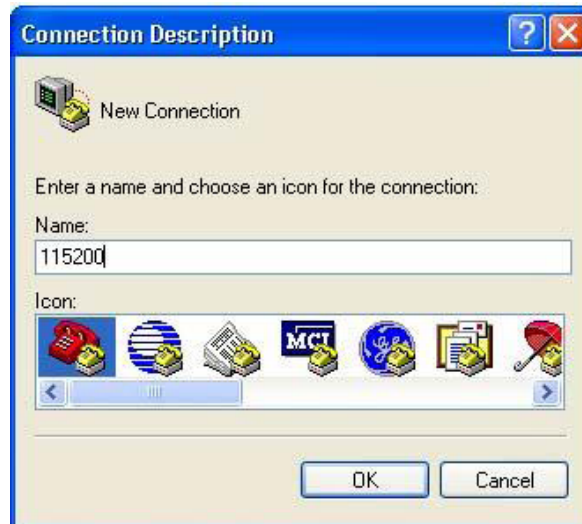 Connection Description
New Connection
Enter a name and choose an icon for the connection:
Name:
115200
Icon:
MCI
OK
Cancel